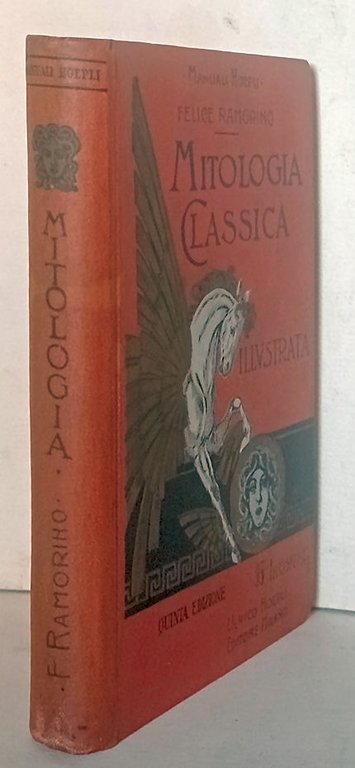 MANUALI HOEPLI
MITOLOGIA
F. RAMORINO
MANUALI HOEPLI
FELICE RAMORINO
MITOLOGIA
CLASSICA
ILLVSTRATA
QUINTA EDIZIONE
ULRICO HOEPLI
EDITORE MILANO